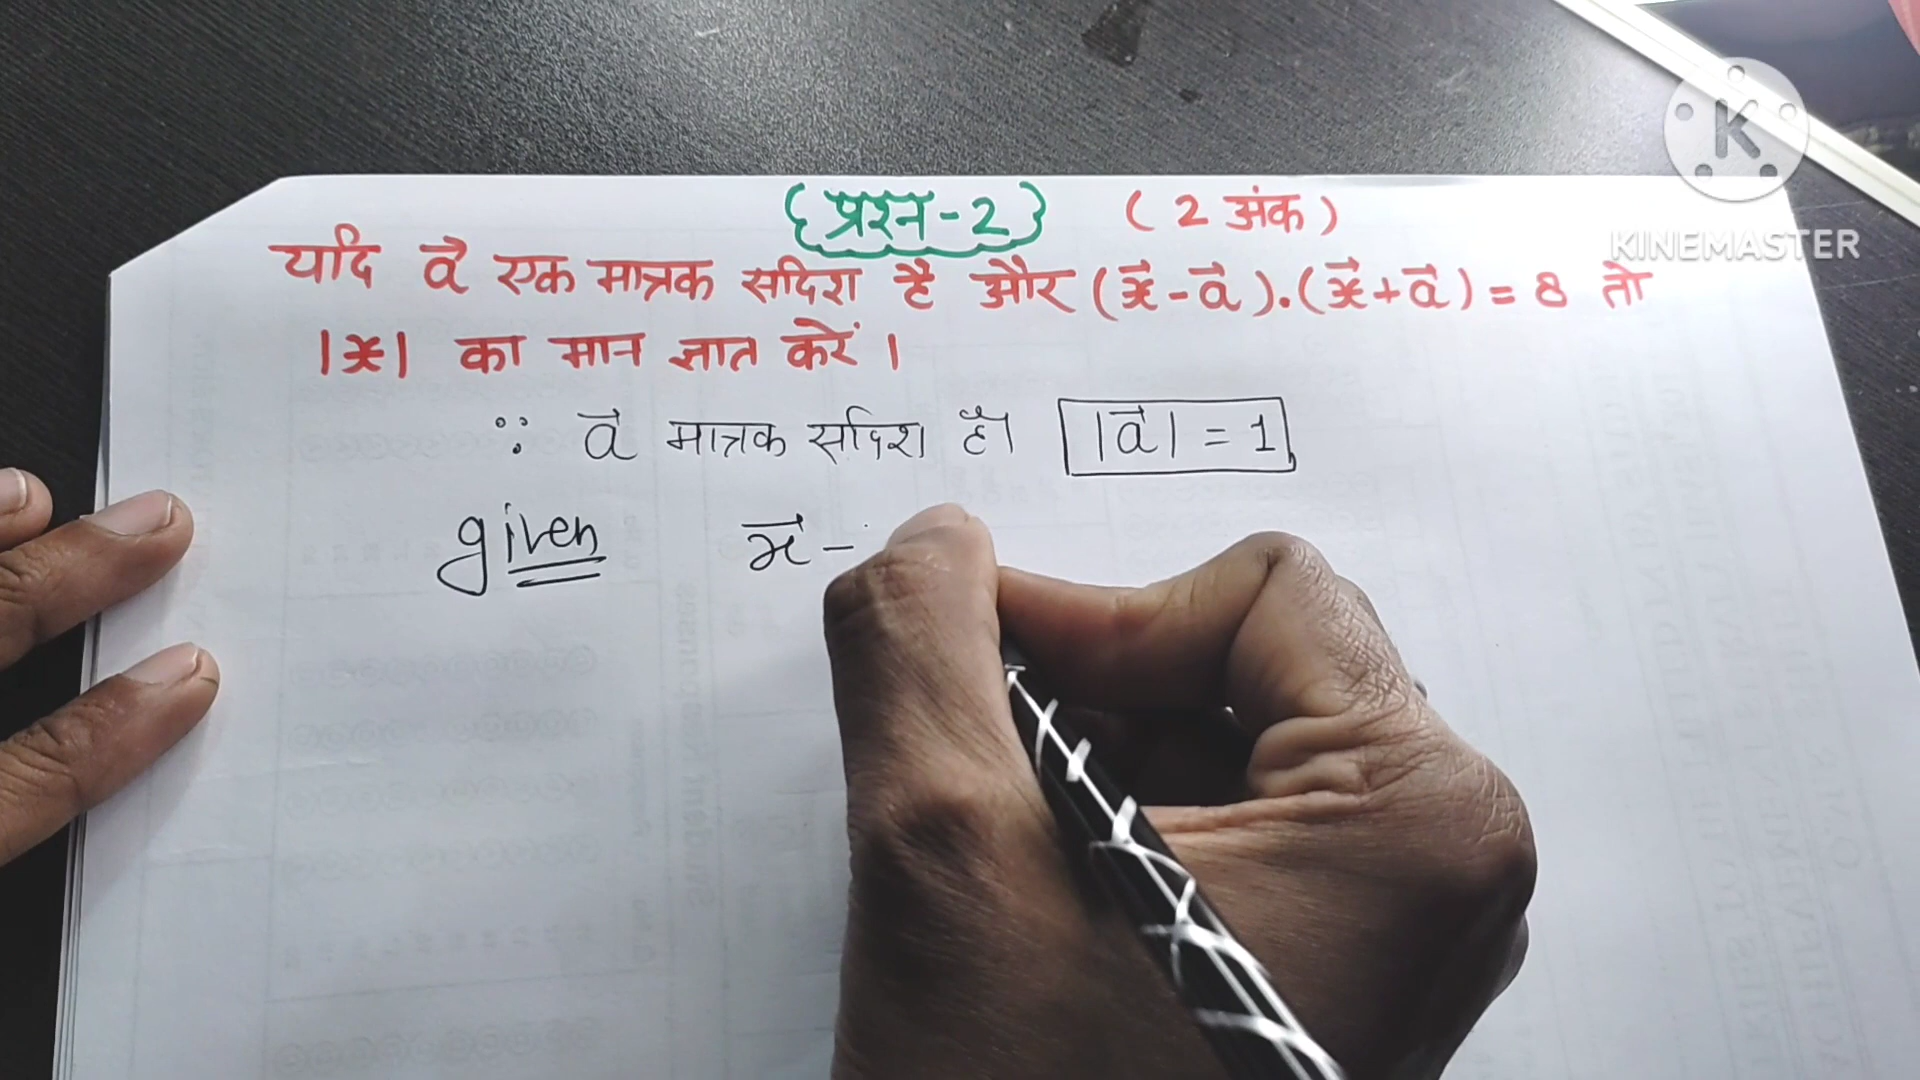 {प्रश्न-2} (2 अंक)
यदि a⃗ एक मात्रक सदिश है और (x⃗-a⃗).(x⃗+a⃗)=8 तो
|x| का मान ज्ञात करें।
∵ a⃗ मात्रक सदिश है। |a⃗| = 1
given x⃗ -
K
KINEMASTER